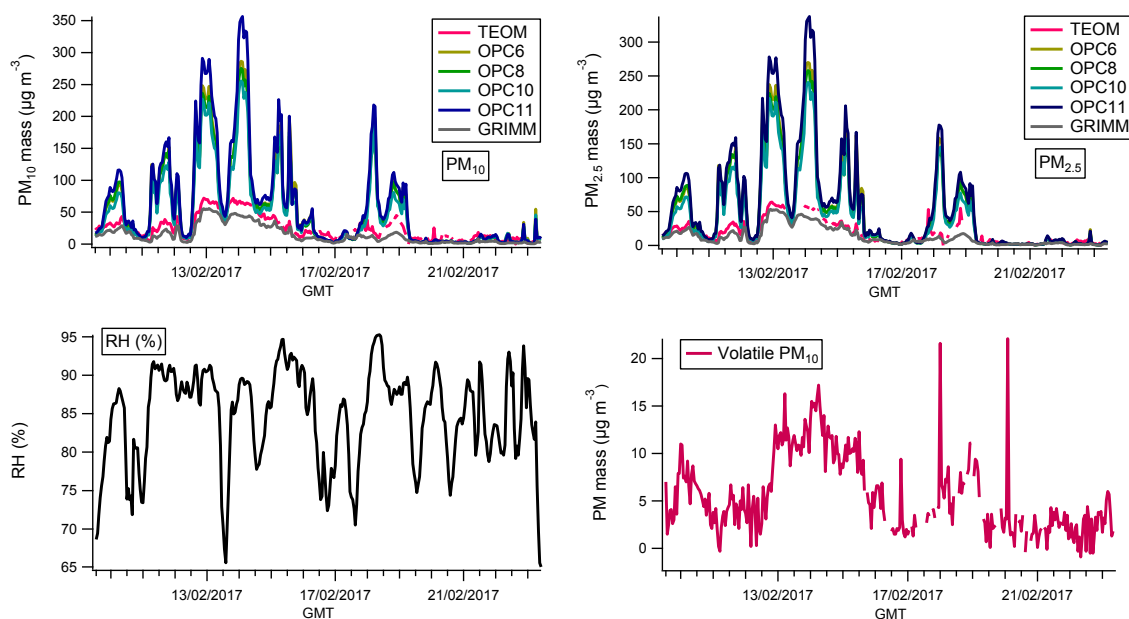 350
300
250
200
150
100
50
0
PM10 mass (µg m⁻³)
TEOM
OPC6
OPC8
OPC10
OPC11
GRIMM
PM10
13/02/2017 17/02/2017 21/02/2017
GMT
300
250
200
150
100
50
0
PM2.5 mass (µg m⁻³)
TEOM
OPC6
OPC8
OPC10
OPC11
GRIMM
PM2.5
13/02/2017 17/02/2017 21/02/2017
GMT
95
90
85
80
75
70
65
RH (%)
RH (%)
13/02/2017 17/02/2017 21/02/2017
GMT
20
15
10
5
0
PM mass (µg m⁻³)
Volatile PM10
13/02/2017 17/02/2017 21/02/2017
GMT